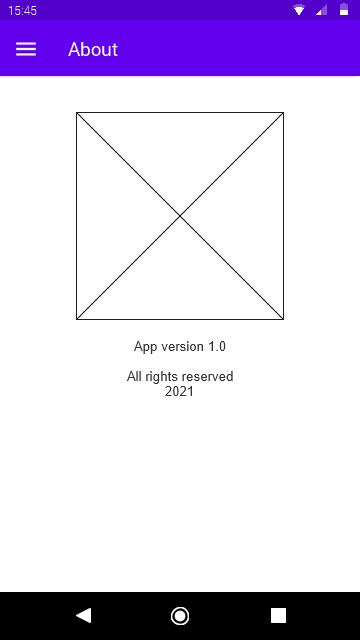 15:45
About
App version 1.0
All rights reserved
2021